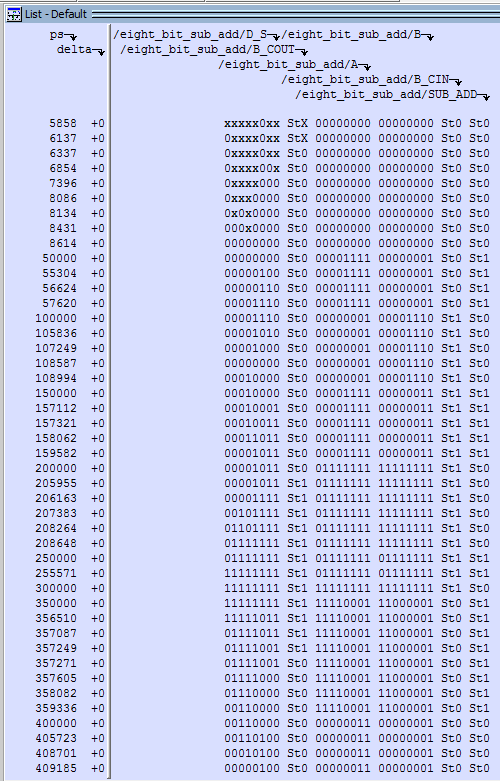 List - Default
ps /eight_bit_sub_add/D_S /eight_bit_sub_add/B
delta /eight_bit_sub_add/B_COUT
/eight_bit_sub_add/A
/eight_bit_sub_add/B_CIN
/eight_bit_sub_add/SUB_ADD
5858 +0 xxxxx0xx StX 00000000 00000000 St0 St0
6137 +0 0xxxx0xx StX 00000000 00000000 St0 St0
6337 +0 0xxxx0xx St0 00000000 00000000 St0 St0
6854 +0 0xxxx00x St0 00000000 00000000 St0 St0
7396 +0 0xxxx000 St0 00000000 00000000 St0 St0
8086 +0 0xxx0000 St0 00000000 00000000 St0 St0
8134 +0 0x0x0000 St0 00000000 00000000 St0 St0
8431 +0 000x0000 St0 00000000 00000000 St0 St0
8614 +0 00000000 St0 00000000 00000000 St0 St0
50000 +0 00000000 St0 00001111 00000001 St0 St1
55304 +0 00000100 St0 00001111 00000001 St0 St1
56624 +0 00000110 St0 00001111 00000001 St0 St1
57620 +0 00001110 St0 00001111 00000001 St0 St1
100000 +0 00001110 St0 00000001 00001110 St1 St0
105836 +0 00001010 St0 00000001 00001110 St1 St0
107249 +0 00001000 St0 00000001 00001110 St1 St0
108587 +0 00000000 St0 00000001 00001110 St1 St0
108994 +0 00010000 St0 00000001 00001110 St1 St0
150000 +0 00010000 St0 00001111 00000011 St1 St1
157112 +0 00010001 St0 00001111 00000011 St1 St1
157321 +0 00010011 St0 00001111 00000011 St1 St1
158062 +0 00011011 St0 00001111 00000011 St1 St1
159582 +0 00001011 St0 00001111 00000011 St1 St1
200000 +0 00001011 St0 01111111 11111111 St1 St0
205955 +0 00001011 St1 01111111 11111111 St1 St0
206163 +0 00001111 St1 01111111 11111111 St1 St0
207383 +0 00101111 St1 01111111 11111111 St1 St0
208264 +0 01101111 St1 01111111 11111111 St1 St0
208648 +0 01111111 St1 01111111 11111111 St1 St0
250000 +0 01111111 St1 01111111 01111111 St1 St1
255571 +0 11111111 St1 01111111 01111111 St1 St1
300000 +0 11111111 St1 11111111 11111111 St1 St0
350000 +0 11111111 St1 11110001 11000001 St0 St1
356510 +0 11111011 St1 11110001 11000001 St0 St1
357087 +0 01111011 St1 11110001 11000001 St0 St1
357249 +0 01111001 St1 11110001 11000001 St0 St1
357271 +0 01111001 St0 11110001 11000001 St0 St1
357605 +0 01111000 St0 11110001 11000001 St0 St1
358082 +0 01110000 St0 11110001 11000001 St0 St1
359336 +0 00110000 St0 11110001 11000001 St0 St1
400000 +0 00110000 St0 00000011 00000001 St0 St0
405723 +0 00110100 St0 00000011 00000001 St0 St0
408701 +0 00010100 St0 00000011 00000001 St0 St0
409185 +0 00000100 St0 00000011 00000001 St0 St0